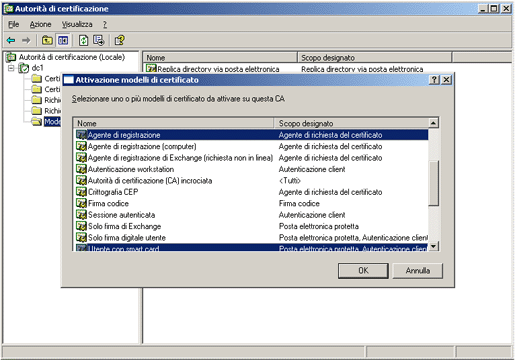 Autorità di certificazione
File Azione Visualizza ?
Autorità di certificazione (Locale)
dc1
Certi
Certi
Richie
Richi
Mode
Nome Scopo designato
Replica directory via posta elettronica Replica directory via posta elettronica
Attivazione modelli di certificato
Selezionare uno o più modelli di certificato da attivare su questa CA
Nome Scopo designato
Agente di registrazione Agente di richiesta del certificato
Agente di registrazione (computer) Agente di richiesta del certificato
Agente di registrazione di Exchange (richiesta non in linea) Agente di richiesta del certificato
Autenticazione workstation Autenticazione client
Autorità di certificazione (CA) incrociata <Tutti>
Crittografia CEP Agente di richiesta del certificato
Firma codice Firma codice
Sessione autenticata Autenticazione client
Solo firma di Exchange Posta elettronica protetta
Solo firma digitale utente Posta elettronica protetta, Autenticazione client
Utente con smart card Posta elettronica protetta, Autenticazione client
OK Annulla